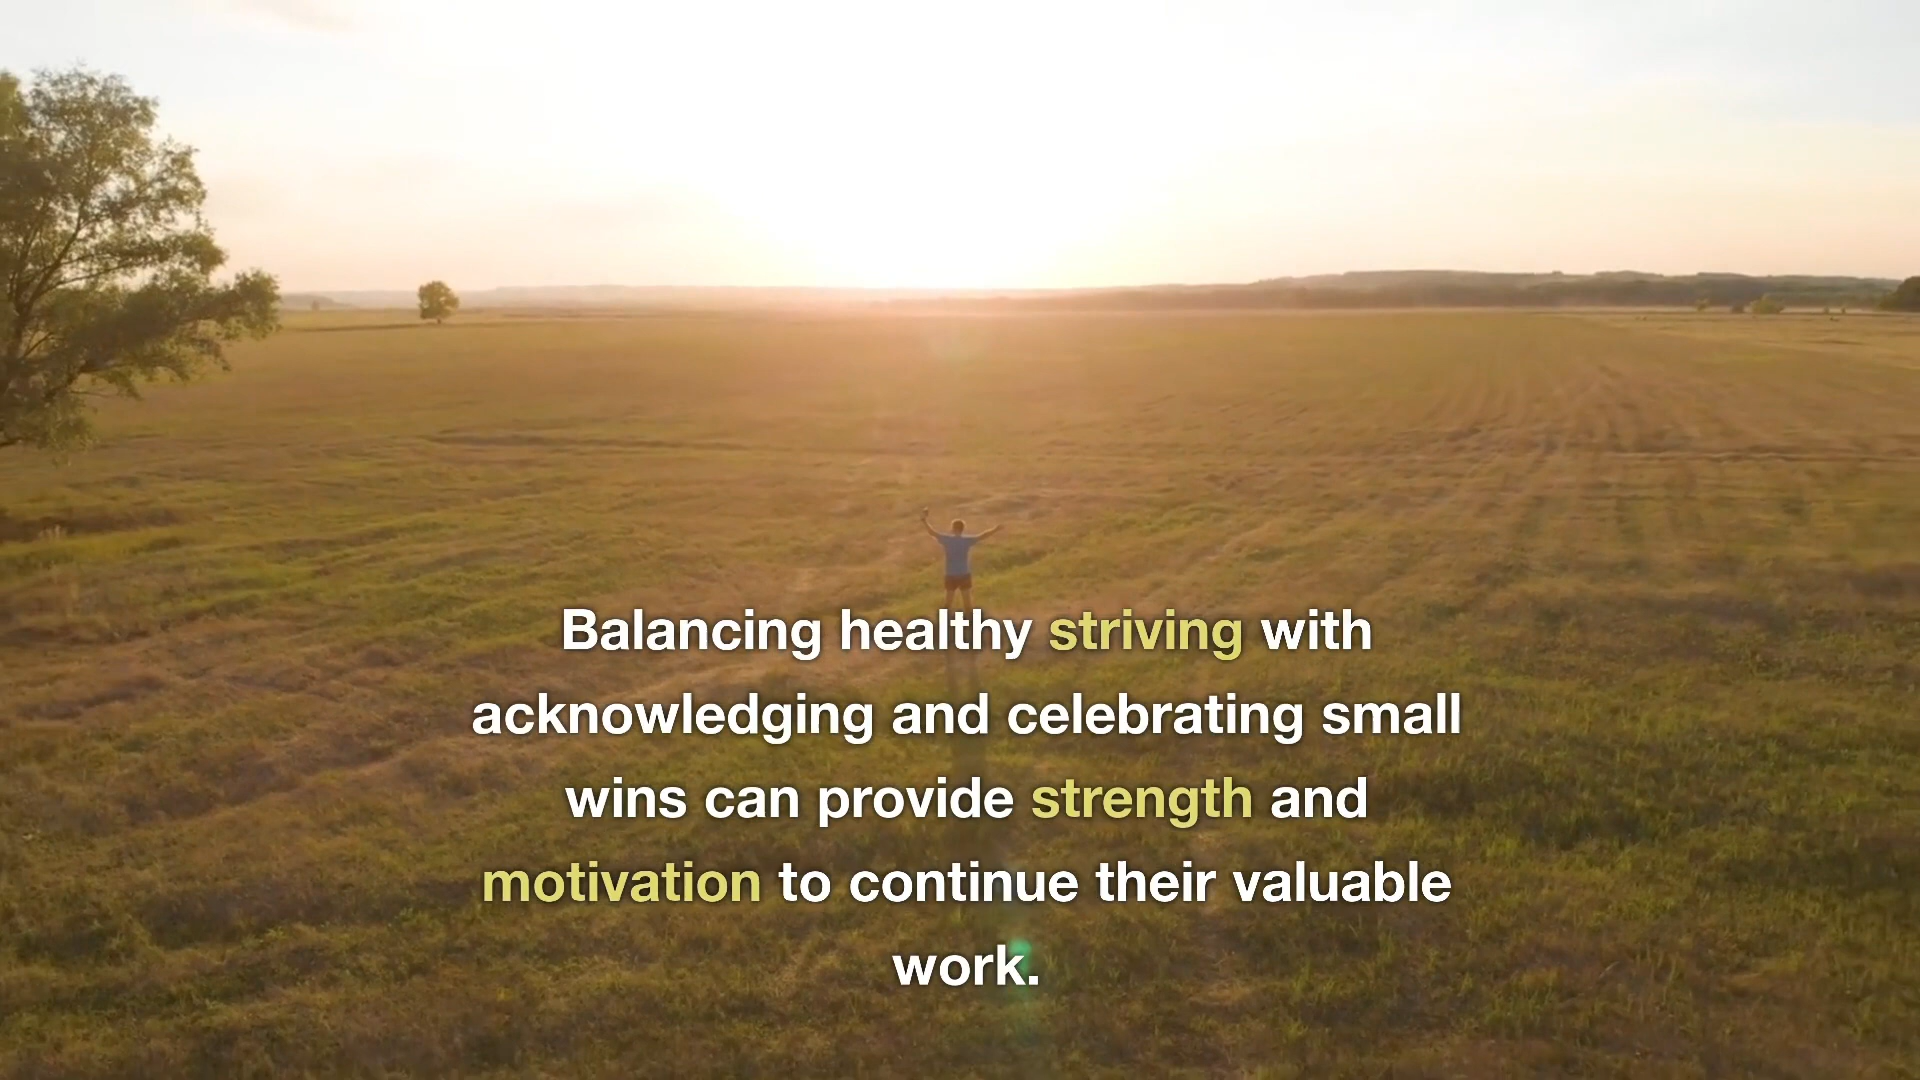 Balancing healthy striving with
acknowledging and celebrating small
wins can provide strength and
motivation to continue their valuable
work.